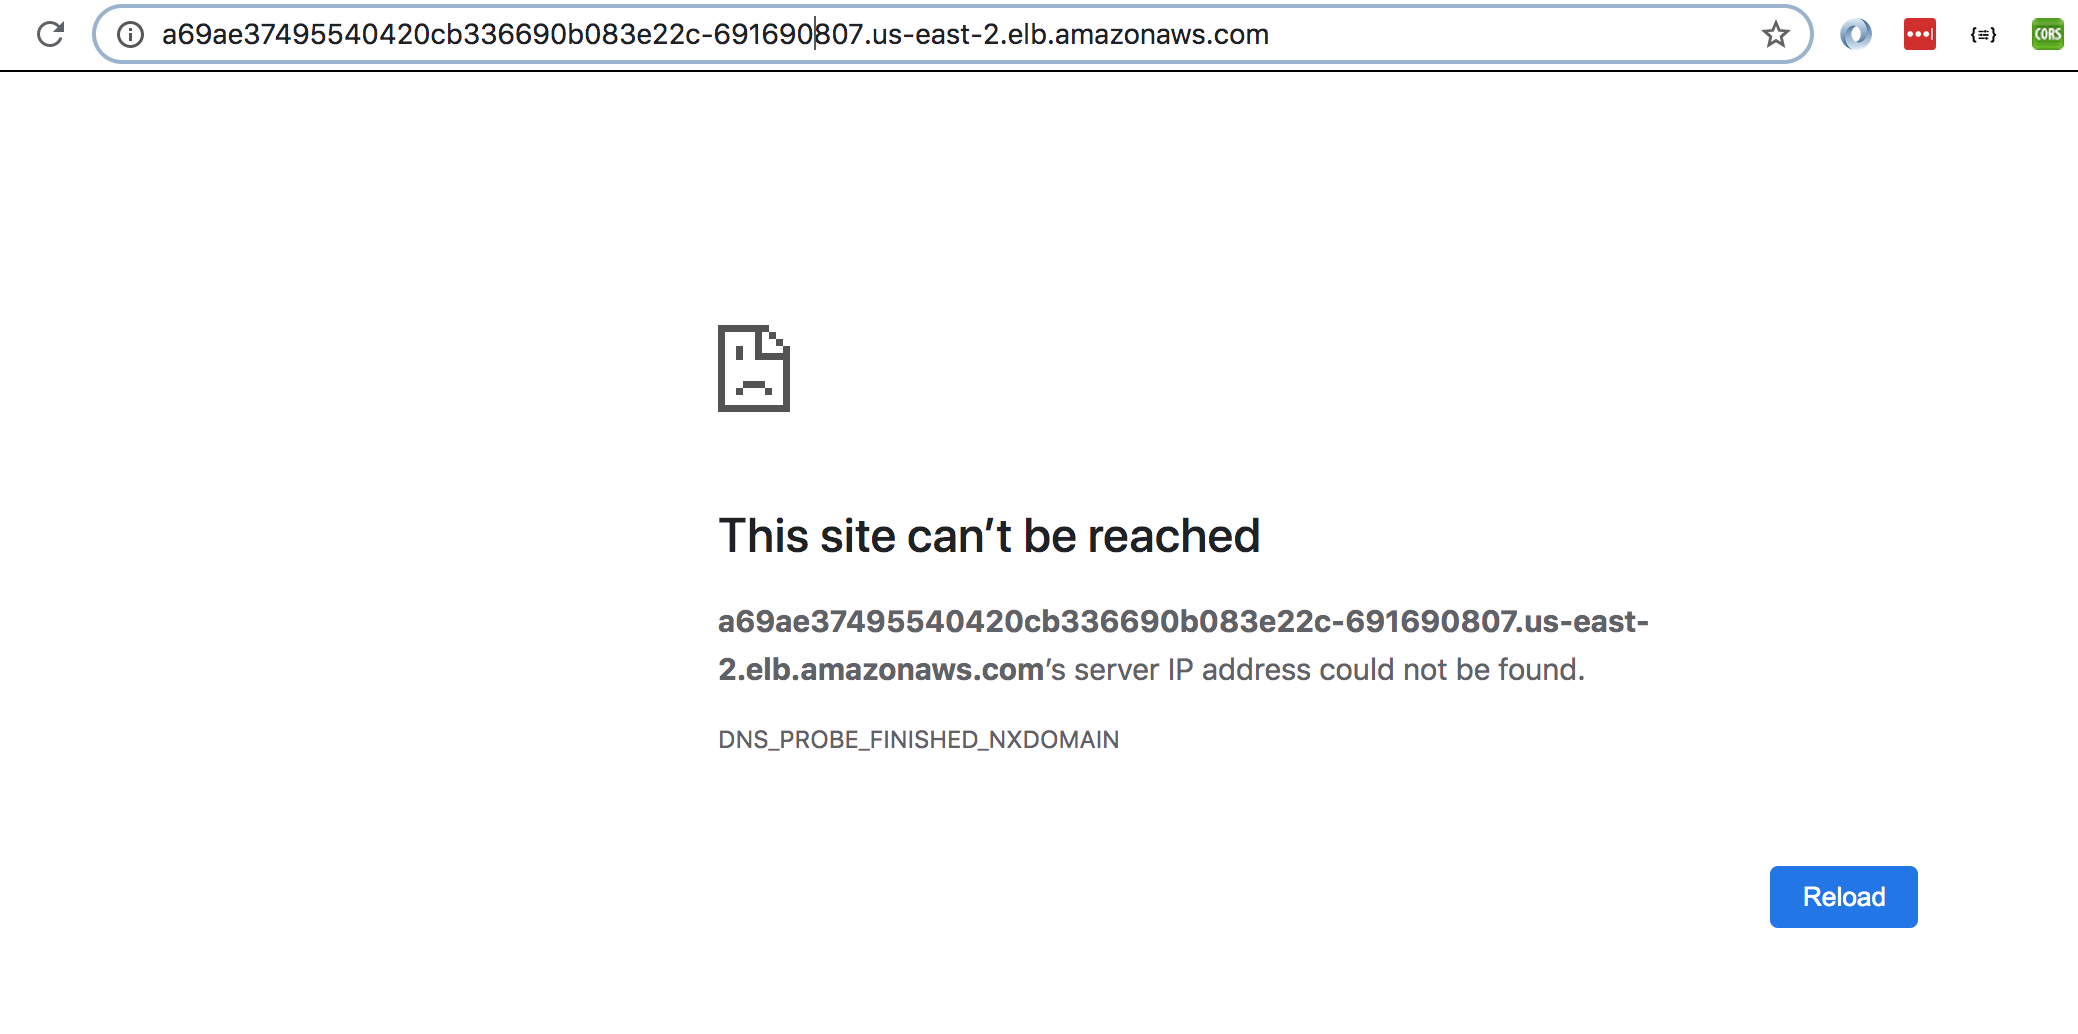 a69ae37495540420cb336690b083e22c-691690807.us-east-2.elb.amazonaws.com
{≡}
CORS
This site can’t be reached
a69ae37495540420cb336690b083e22c-691690807.us-east-
2.elb.amazonaws.com’s server IP address could not be found.
DNS_PROBE_FINISHED_NXDOMAIN
Reload